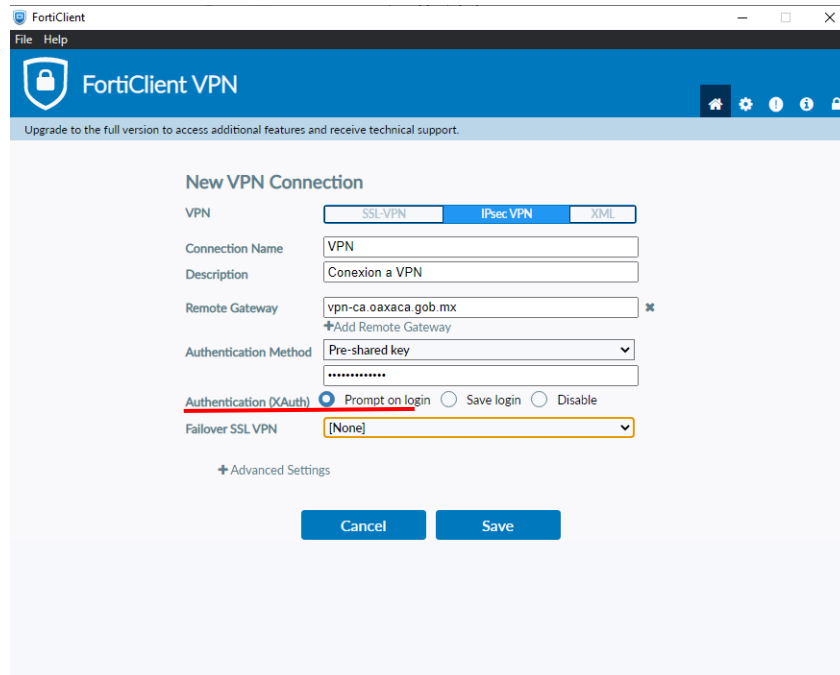 FortiClient
File Help
FortiClient VPN
Upgrade to the full version to access additional features and receive technical support.
New VPN Connection
VPN SSL-VPN IPsec VPN XML
Connection Name VPN
Description Conexion a VPN
Remote Gateway vpn-ca.oaxaca.gob.mx
+Add Remote Gateway
Authentication Method Pre-shared key
•••••••••••••
Authentication (XAuth) Prompt on login Save login Disable
Failover SSL VPN [None]
+ Advanced Settings
Cancel Save